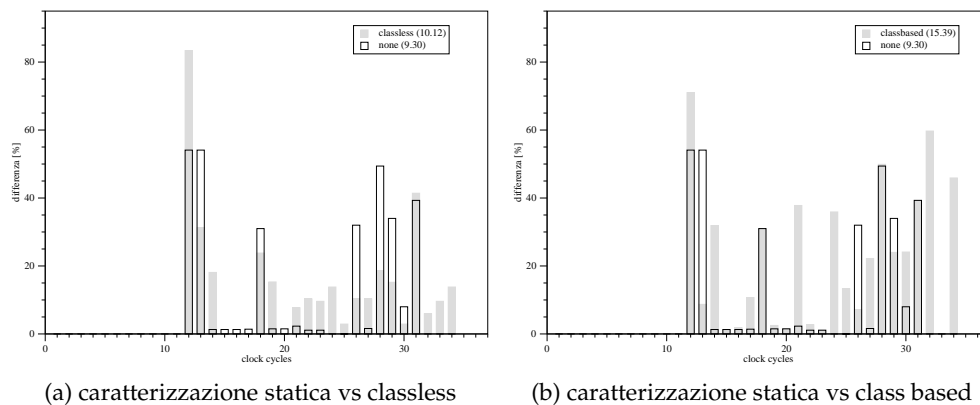 classless (10.12)
none (9.30)
80
60
40
20
0
differenza [%]
0
10
20
30
clock cycles
(a) caratterizzazione statica vs classless
classbased (15.39)
none (9.30)
80
60
40
20
0
differenza [%]
0
10
20
30
clock cycles
(b) caratterizzazione statica vs class based